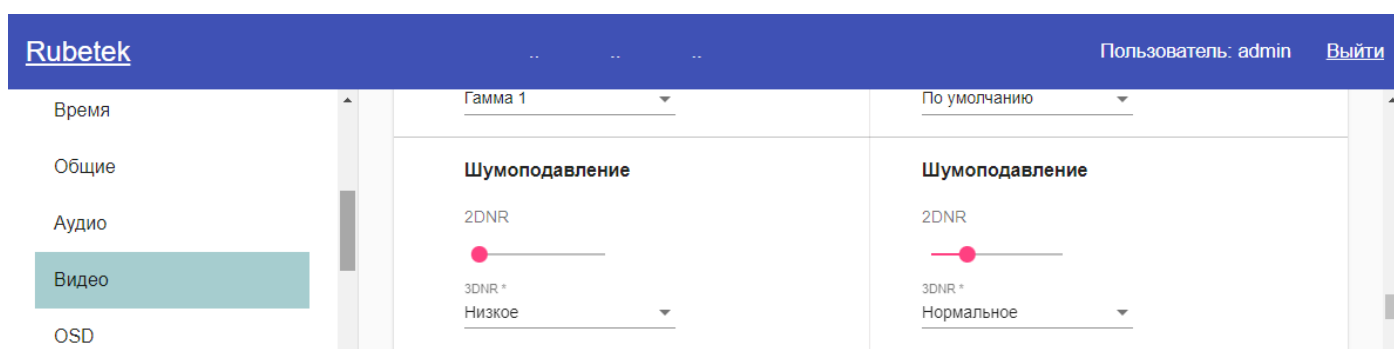 Rubetek
Пользователь: admin
Выйти
Время
Общие
Аудио
Видео
OSD
Гамма 1
По умолчанию
Шумоподавление
Шумоподавление
2DNR
2DNR
3DNR *
3DNR *
Низкое
Нормальное